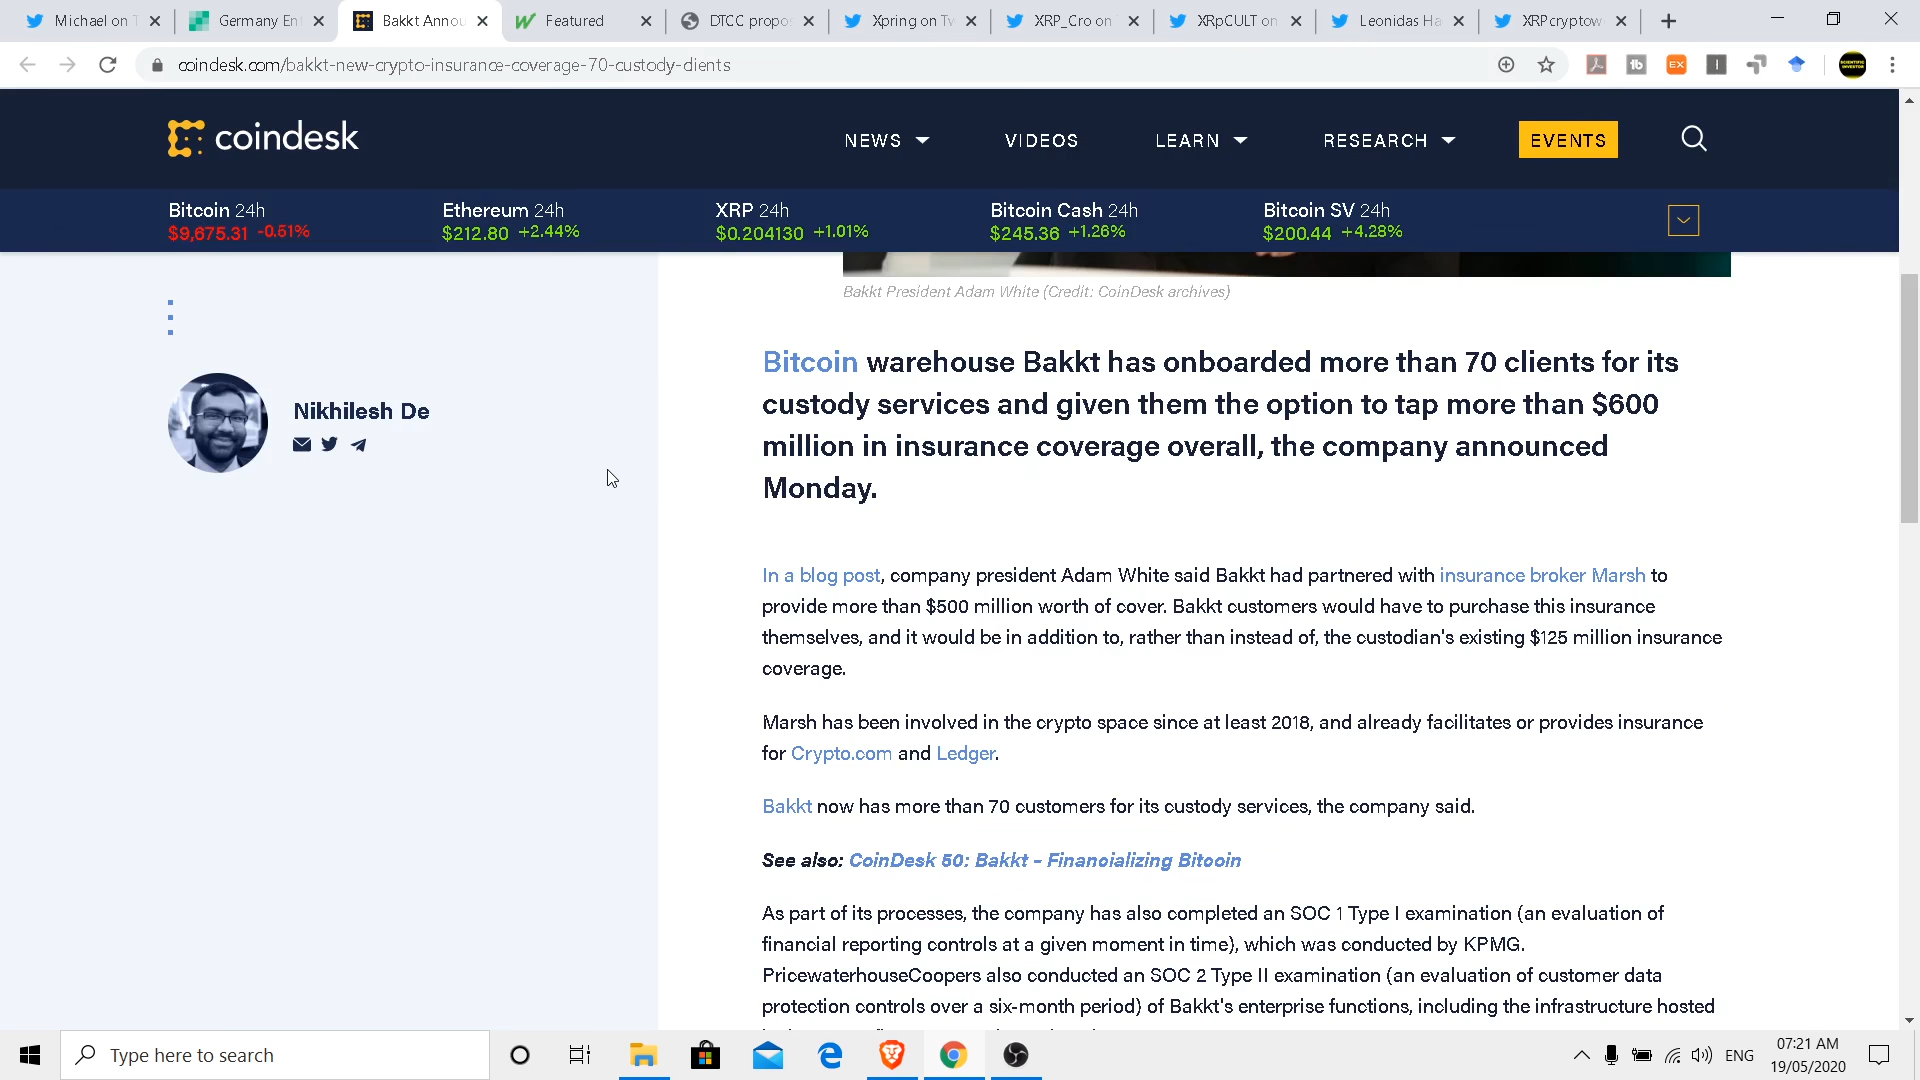 Michael on T
Germany Ent
Bakkt Annou
Featured
DTCC propo
Xpring on Tw
XRP_Cro on
XRpCULT on
Leonidas Ha
XRPcryptow
coindesk.com/bakkt-new-crypto-insurance-coverage-70-custody-clients
coindesk
NEWS
VIDEOS
LEARN
RESEARCH
EVENTS
Bitcoin 24h
$9,675.31 -0.51%
Ethereum 24h
$212.80 +2.44%
XRP 24h
$0.204130 +1.01%
Bitcoin Cash 24h
$245.36 +1.26%
Bitcoin SV 24h
$200.44 +4.28%
Bakkt President Adam White (Credit: CoinDesk archives)
Nikhilesh De
Bitcoin warehouse Bakkt has onboarded more than 70 clients for its
custody services and given them the option to tap more than $600
million in insurance coverage overall, the company announced
Monday.
In a blog post, company president Adam White said Bakkt had partnered with insurance broker Marsh to
provide more than $500 million worth of cover. Bakkt customers would have to purchase this insurance
themselves, and it would be in addition to, rather than instead of, the custodian's existing $125 million insurance
coverage.
Marsh has been involved in the crypto space since at least 2018, and already facilitates or provides insurance
for Crypto.com and Ledger.
Bakkt now has more than 70 customers for its custody services, the company said.
See also: CoinDesk 50: Bakkt – Financializing Bitcoin
As part of its processes, the company has also completed an SOC 1 Type I examination (an evaluation of
financial reporting controls at a given moment in time), which was conducted by KPMG.
PricewaterhouseCoopers also conducted an SOC 2 Type II examination (an evaluation of customer data
protection controls over a six-month period) of Bakkt's enterprise functions, including the infrastructure hosted
Type here to search
ENG
07:21 AM
19/05/2020